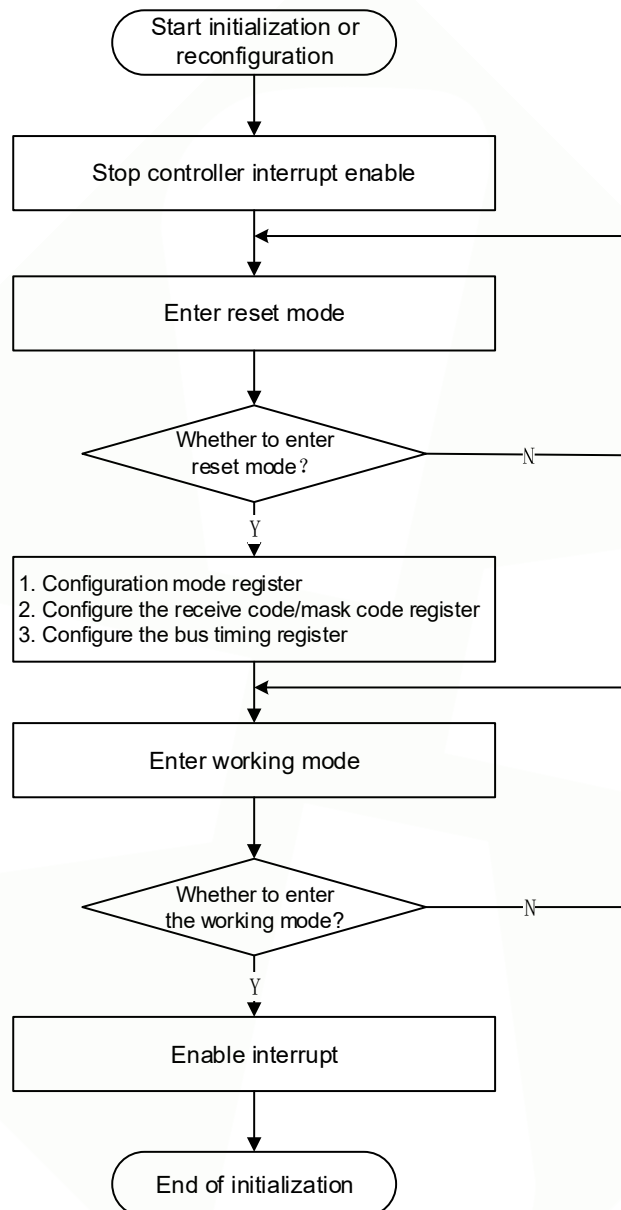 Start initialization or
reconfiguration
Stop controller interrupt enable
Enter reset mode
Whether to enter
reset mode？
N
Y
1. Configuration mode register
2. Configure the receive code/mask code register
3. Configure the bus timing register
Enter working mode
Whether to enter
the working mode?
N
Y
Enable interrupt
End of initialization